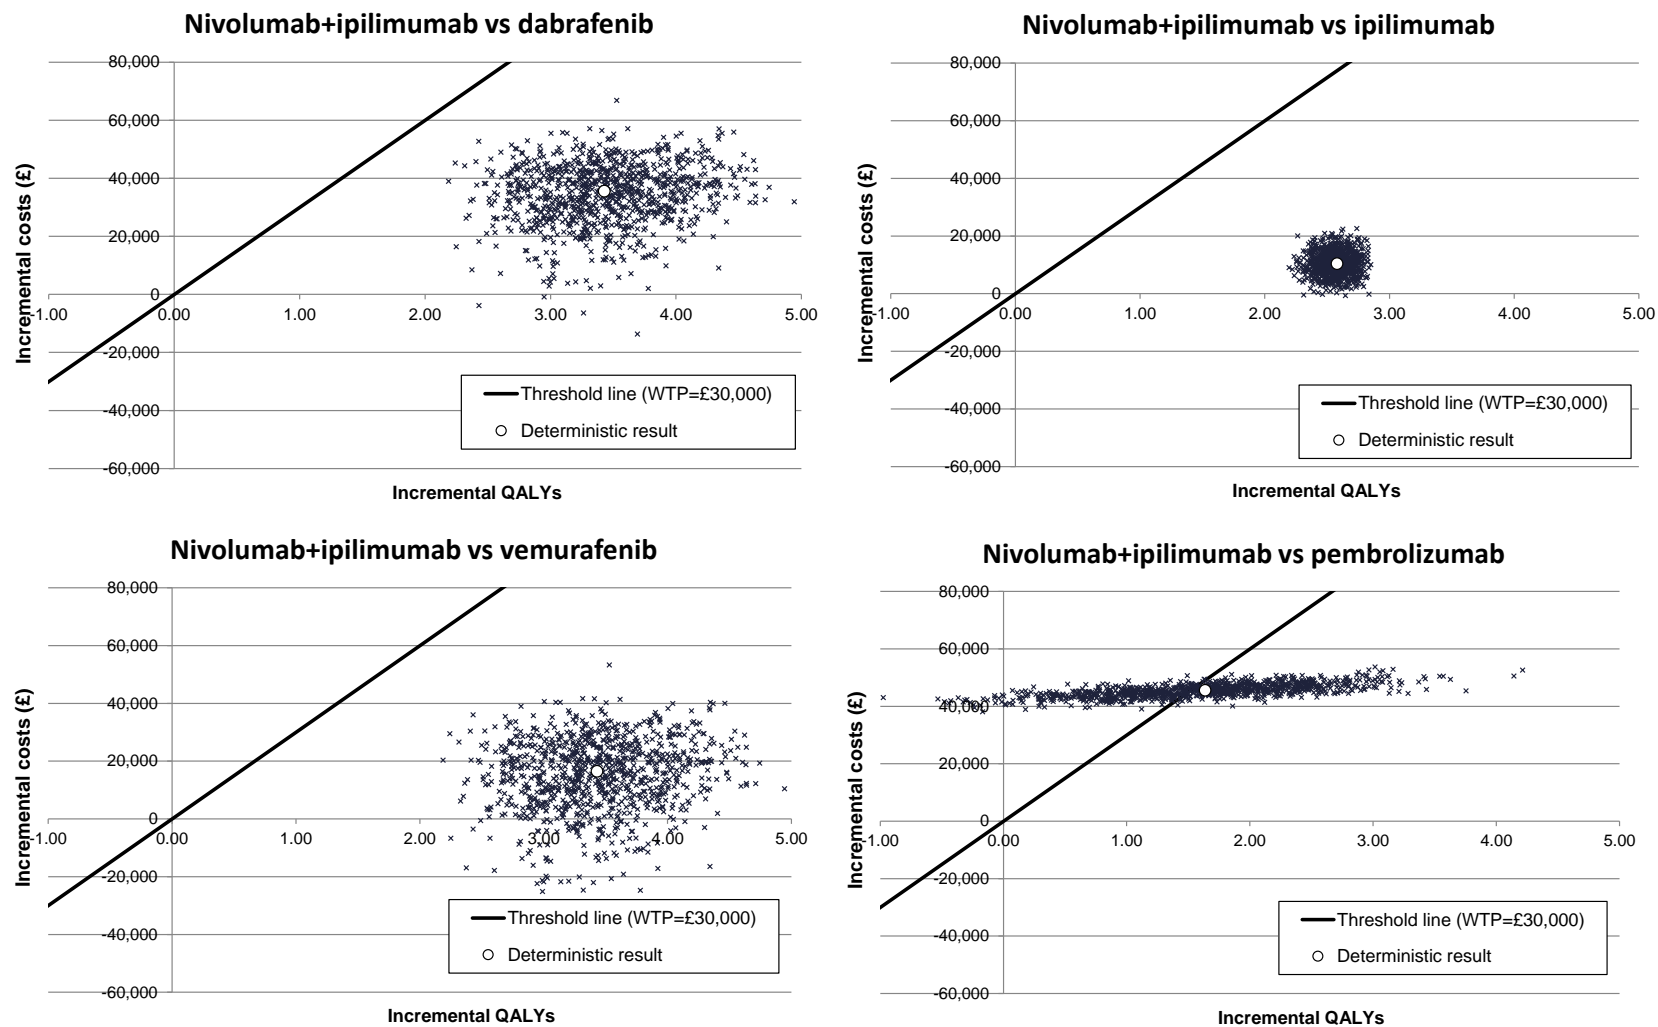 Nivolumab+ipilimumab vs dabrafenib
80,000
60,000
40,000
20,000
0
-20,000
-40,000
-60,000
-1.00 0.00 1.00 2.00 3.00 4.00 5.00
Incremental costs (£)
Threshold line (WTP=£30,000)
Deterministic result
Incremental QALYs
Nivolumab+ipilimumab vs ipilimumab
80,000
60,000
40,000
20,000
0
-20,000
-40,000
-60,000
-1.00 0.00 1.00 2.00 3.00 4.00 5.00
Incremental costs (£)
Threshold line (WTP=£30,000)
Deterministic result
Incremental QALYs
Nivolumab+ipilimumab vs vemurafenib
80,000
60,000
40,000
20,000
0
-20,000
-40,000
-60,000
-1.00 0.00 1.00 2.00 3.00 4.00 5.00
Incremental costs (£)
Threshold line (WTP=£30,000)
Deterministic result
Incremental QALYs
Nivolumab+ipilimumab vs pembrolizumab
80,000
60,000
40,000
20,000
0
-20,000
-40,000
-60,000
-1.00 0.00 1.00 2.00 3.00 4.00 5.00
Incremental costs (£)
Threshold line (WTP=£30,000)
Deterministic result
Incremental QALYs